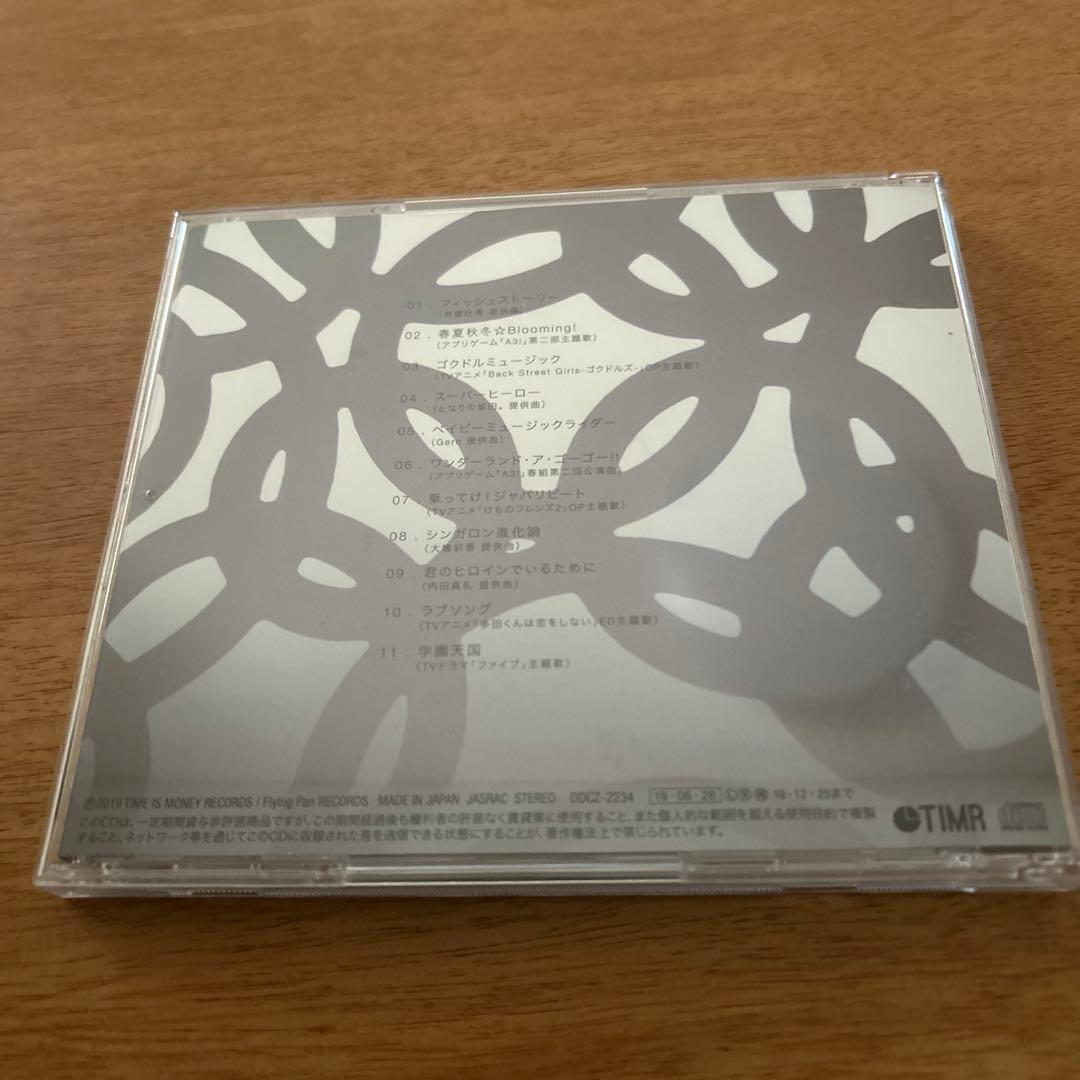 01. フィッシュストーリー
(斉藤壮馬 提供曲)
02. 春夏秋冬☆Blooming!
(アプリゲーム「A3!」第二部主題歌)
03. ゴクドルミュージック
(TVアニメ「Back Street Girls-ゴクドルズ-」OP主題歌)
04. スーパーヒーロー
(となりの坂田。提供曲)
05. ベイビーミュージックライダー
(Gero 提供曲)
06. ワンダーランド・ア・ゴーゴー!!
(アプリゲーム「A3!」春組第二回公演曲)
07. 乗ってけ!ジャパリビート
(TVアニメ「けものフレンズ2」OP主題歌)
08. シンガロン進化論
(大橋彩香 提供曲)
09. 君のヒロインでいるために
(内田真礼 提供曲)
10. ラブソング
(TVアニメ「多田くんは恋をしない」ED主題歌)
11. 学園天国
(TVドラマ「ファイブ」主題歌)
Ⓟ2019 TIME IS MONEY RECORDS / Flying Pan RECORDS MADE IN JAPAN JASRAC STEREO DDCZ-2234 19・06・26 Ⓛ 19・12・25まで
このCDは、一定期間貸与非許諾商品ですが、この期間経過後も権利者の許諾なく賃貸業に使用すること、また個人的な範囲を超える使用目的で複製
すること、ネットワーク等を通じてこのCDに収録された音を送信できる状態にすることが、著作権法上で禁じられています。
TIMR